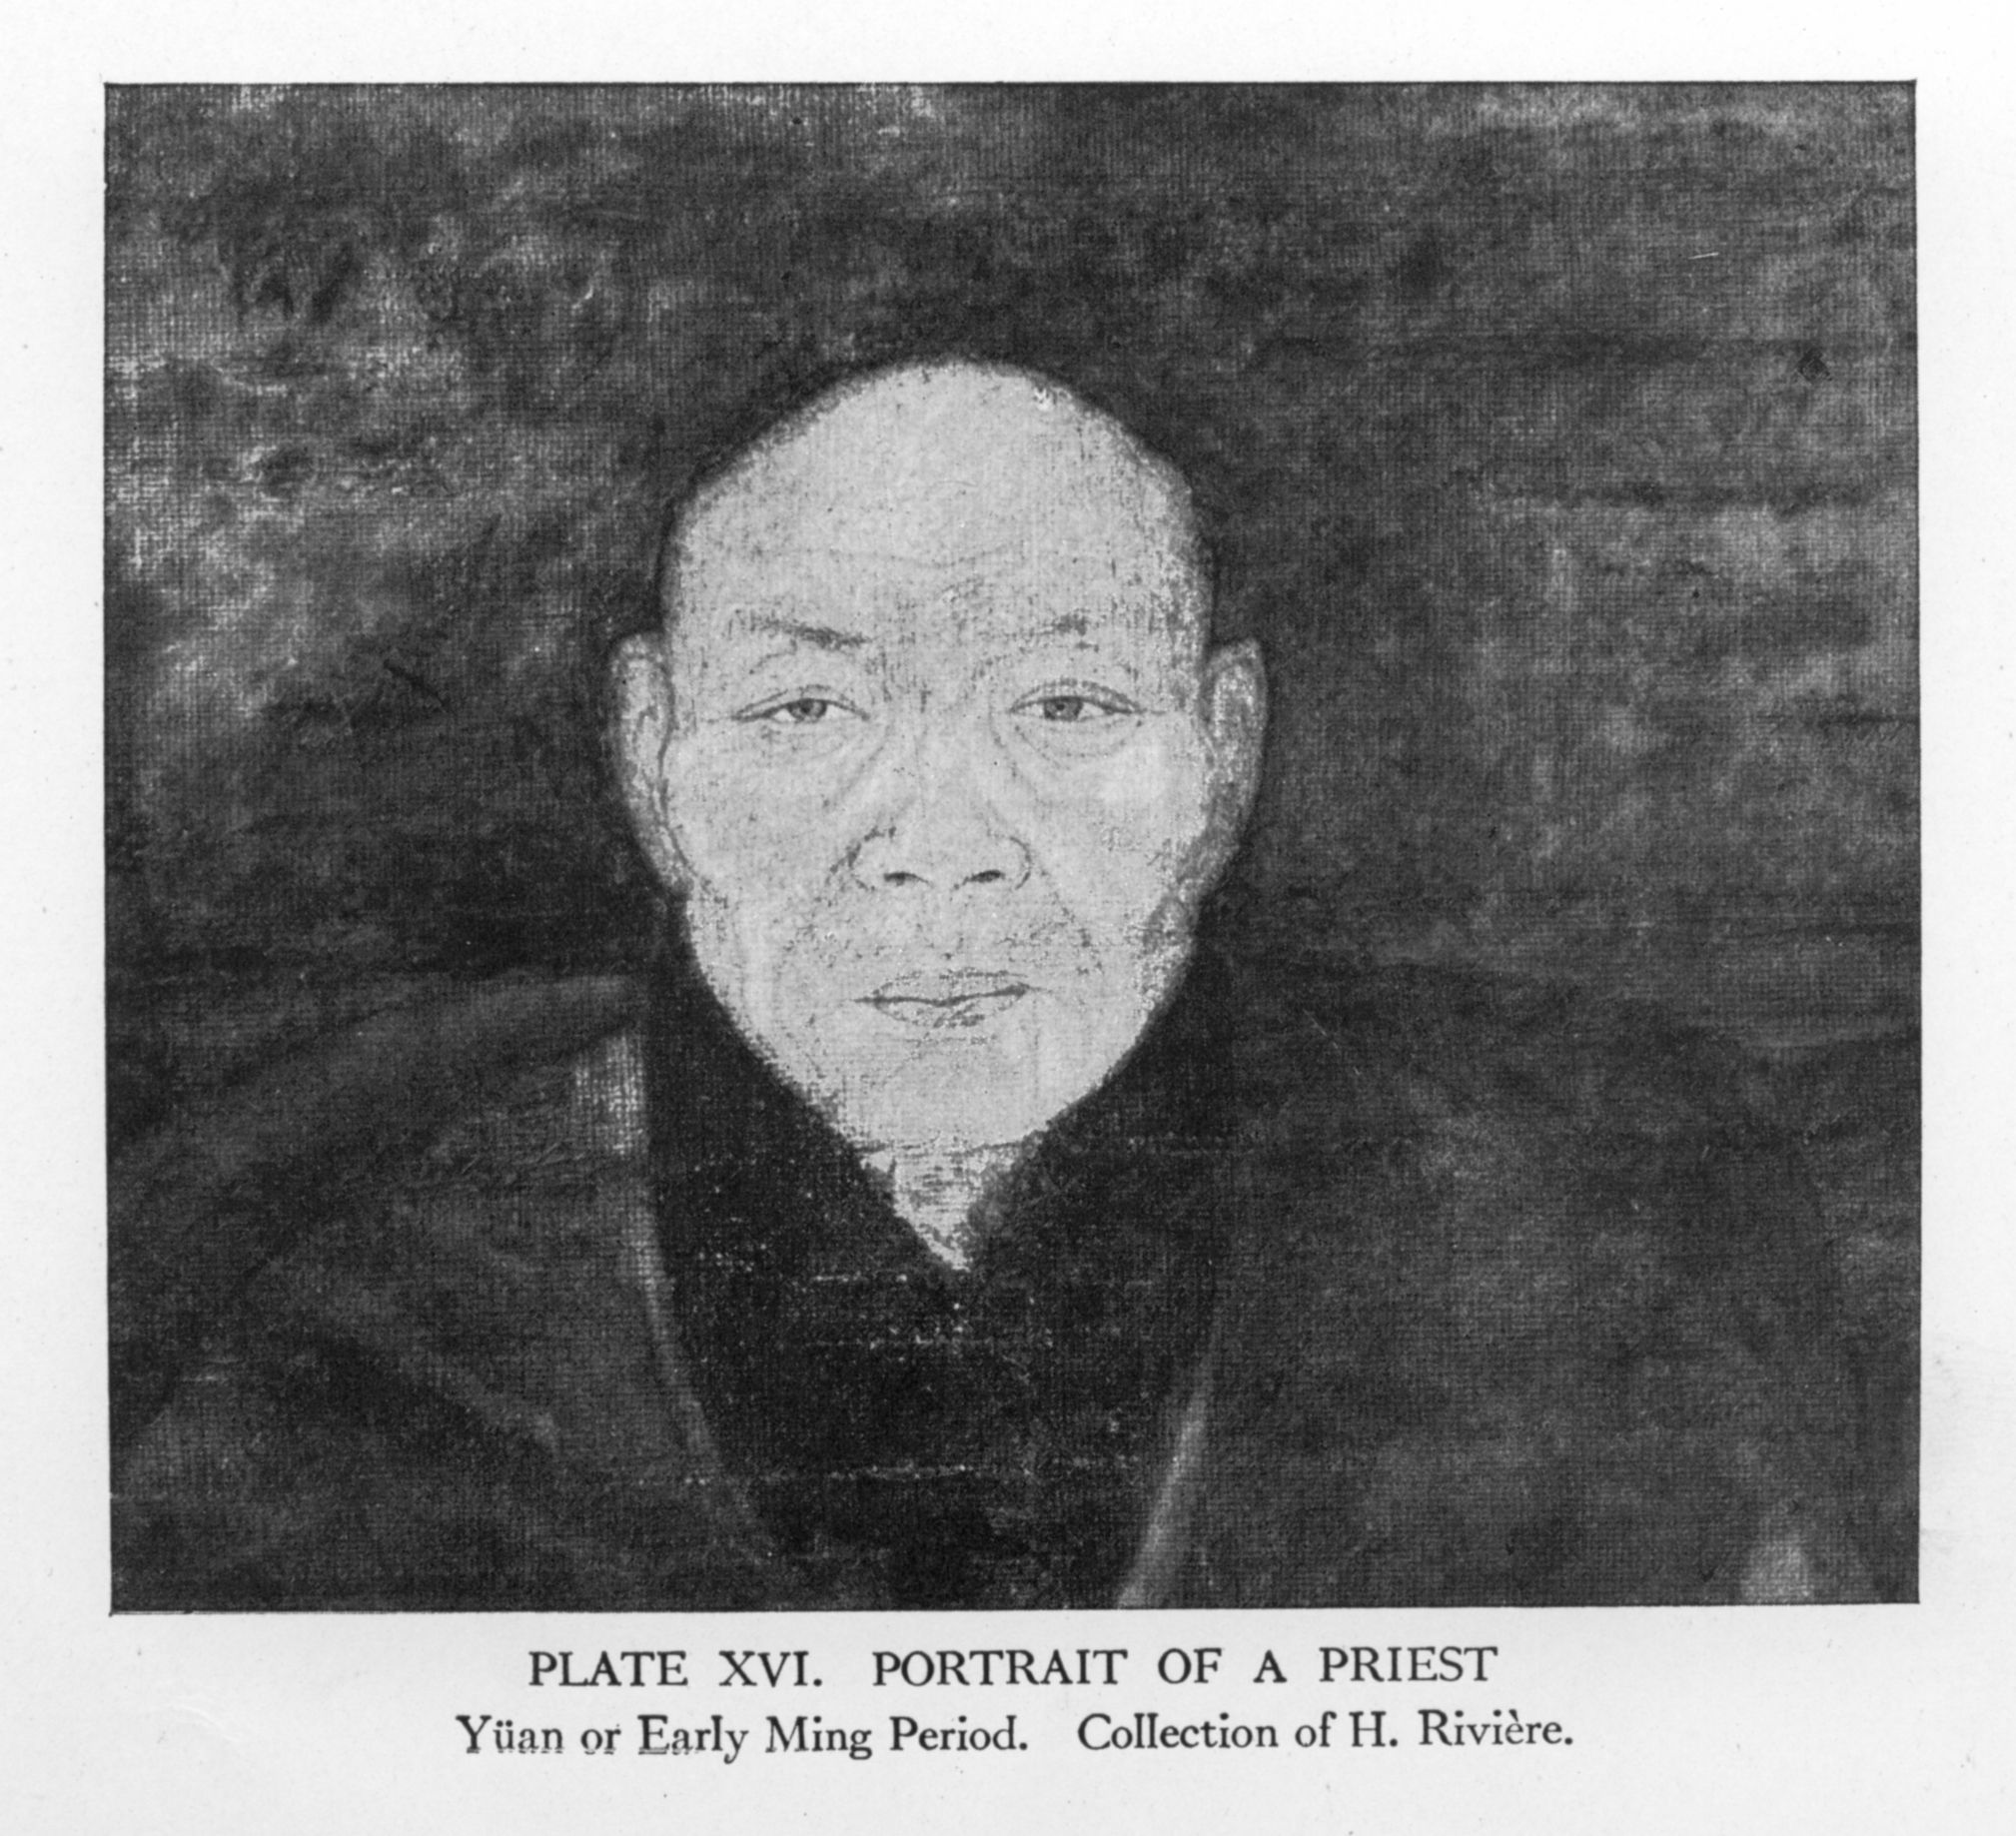 PLATE XVI. PORTRAIT OF A PRIEST
Yüan or Early Ming Period. Collection of H. Rivière.